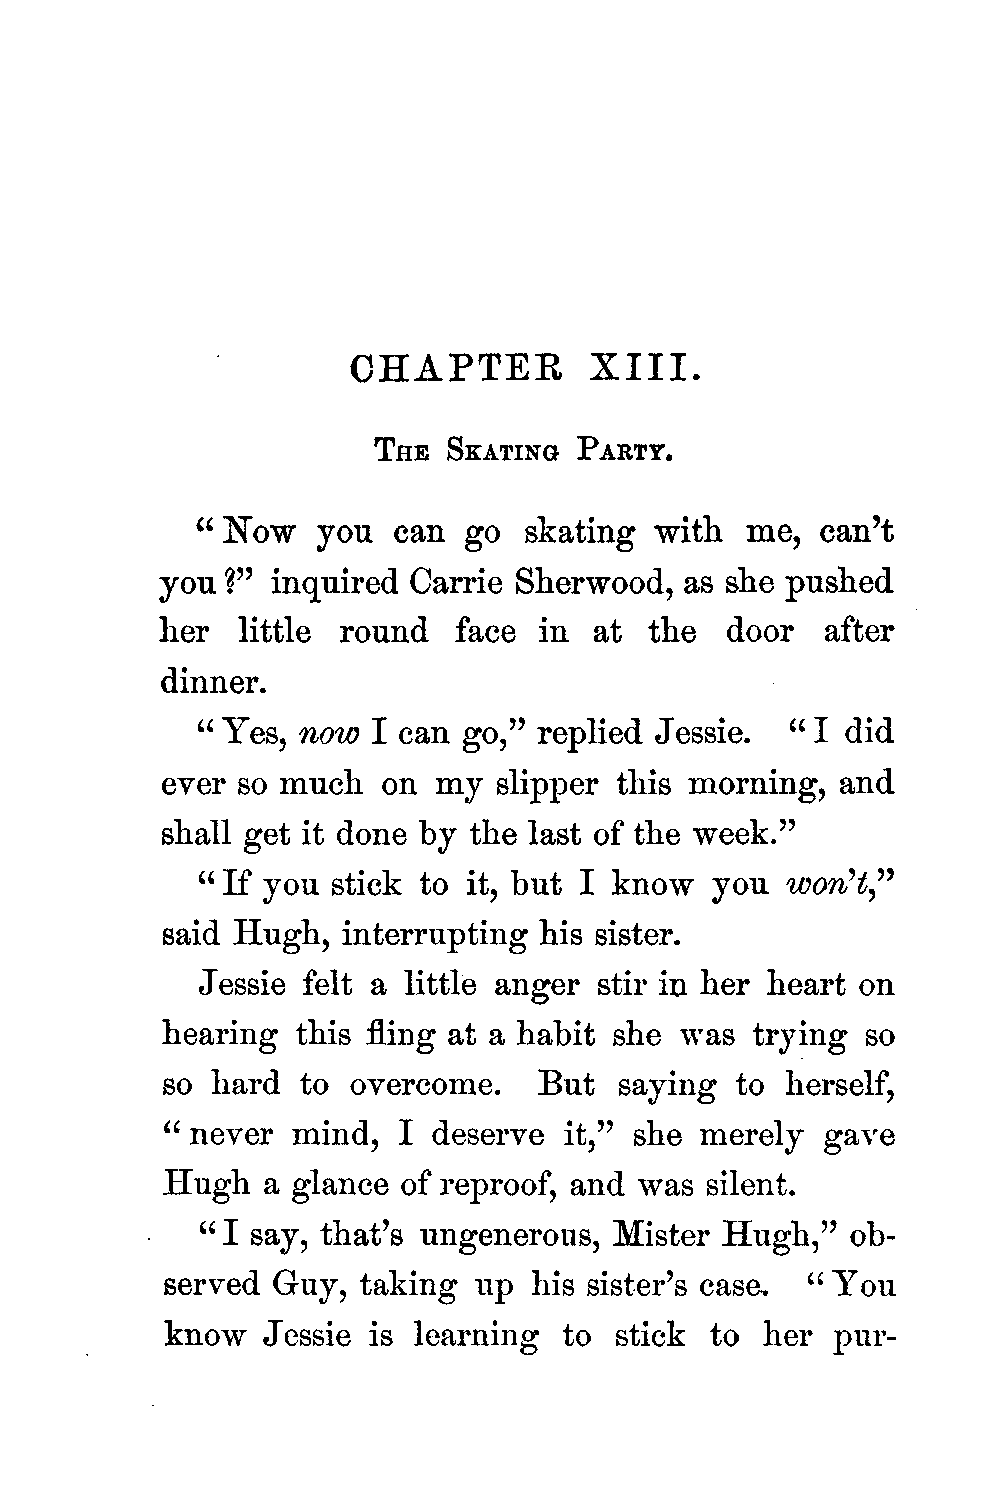 CHAPTER XIII.
THE SKATING PARTY.
“Now you can go skating with me, can’t
you?” inquired Carrie Sherwood, as she pushed
her little round face in at the door after
dinner.
“Yes, now I can go,” replied Jessie. “I did
ever so much on my slipper this morning, and
shall get it done by the last of the week.”
“If you stick to it, but I know you won’t,”
said Hugh, interrupting his sister.
Jessie felt a little anger stir in her heart on
hearing this fling at a habit she was trying so
so hard to overcome. But saying to herself,
“never mind, I deserve it,” she merely gave
Hugh a glance of reproof, and was silent.
“I say, that’s ungenerous, Mister Hugh,” ob-
served Guy, taking up his sister’s case. “You
know Jessie is learning to stick to her pur-